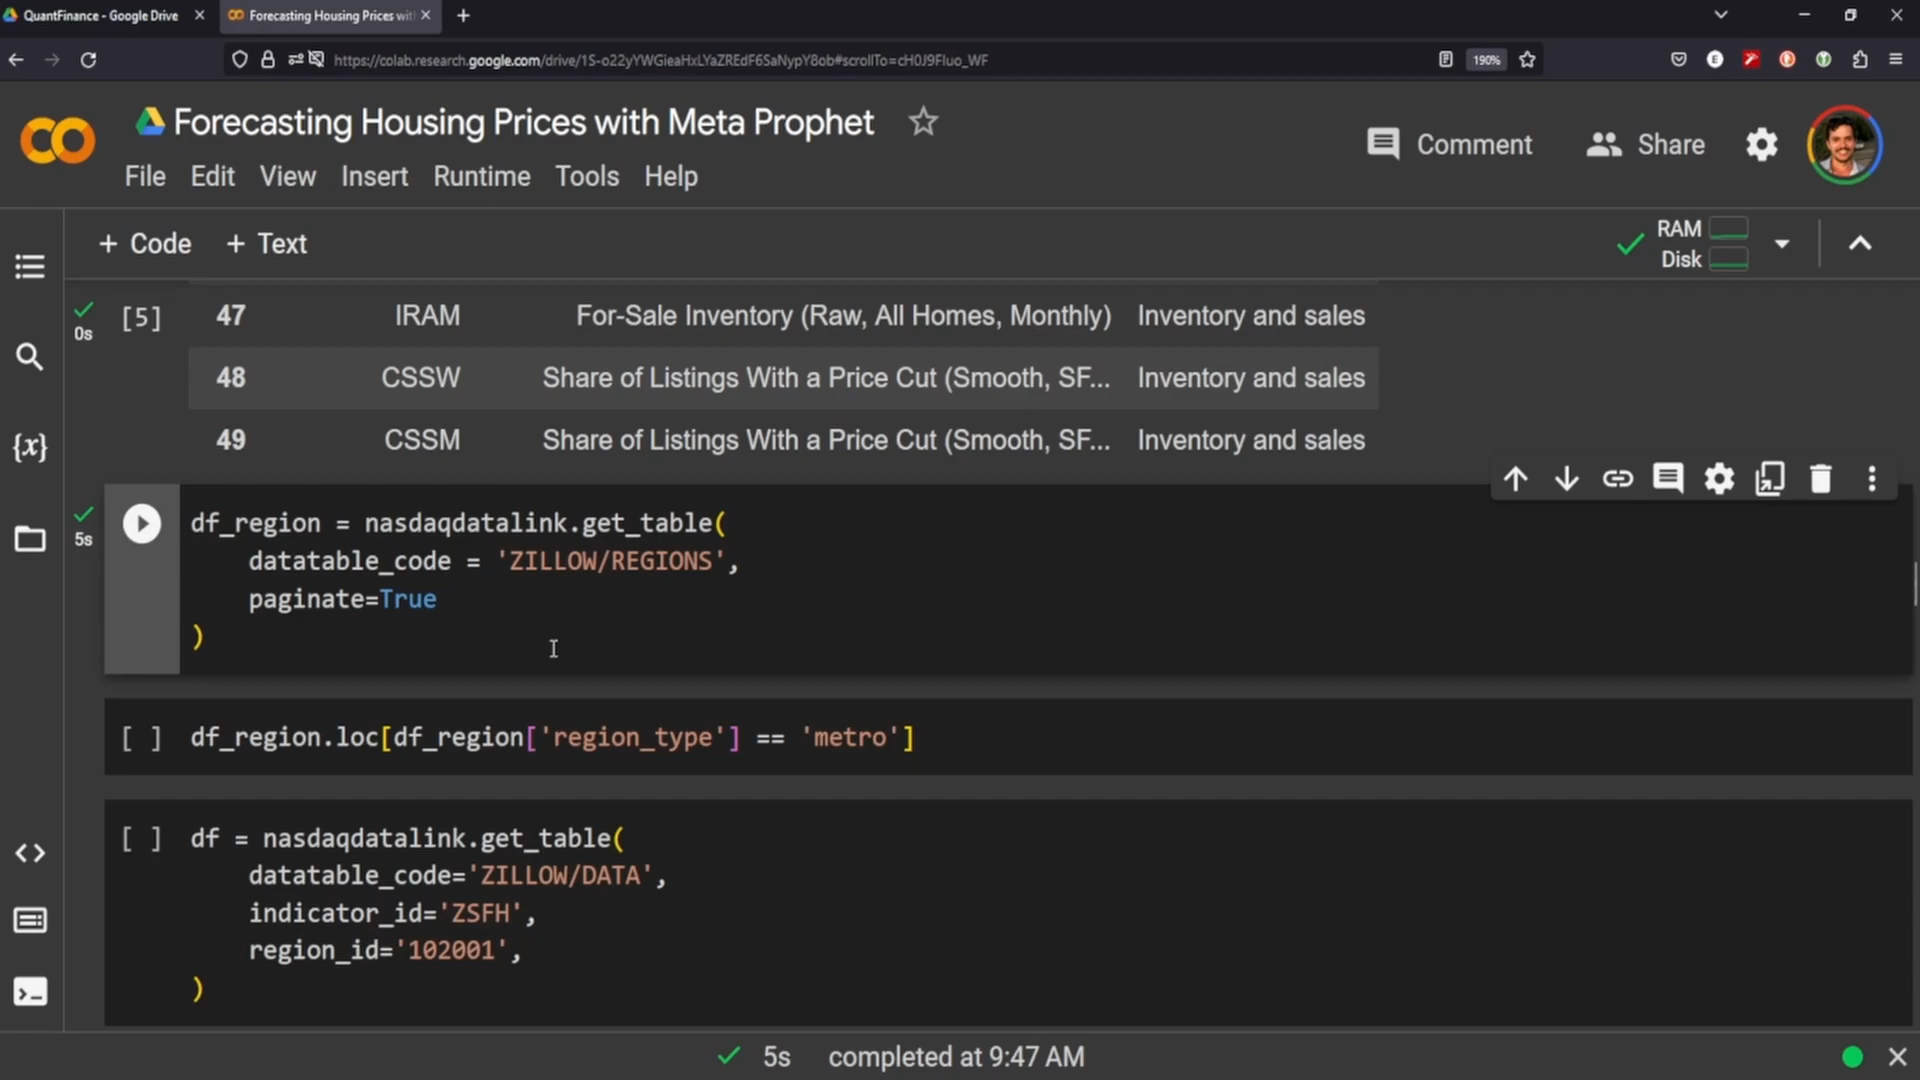 QuantFinance - Google Drive
Forecasting Housing Prices wit
https://colab.research.google.com/drive/1S-o22yYWGieaHxLYaZREdF6SaNypY8ob#scrollTo=cH0J9FIuo_WF
190%
Forecasting Housing Prices with Meta Prophet
File Edit View Insert Runtime Tools Help
Comment
Share
+ Code + Text
RAM
Disk
0s
[5]
47 IRAM For-Sale Inventory (Raw, All Homes, Monthly) Inventory and sales
48 CSSW Share of Listings With a Price Cut (Smooth, SF... Inventory and sales
49 CSSM Share of Listings With a Price Cut (Smooth, SF... Inventory and sales
{x}
5s
df_region = nasdaqdatalink.get_table(
datatable_code = 'ZILLOW/REGIONS',
paginate=True
)
[ ] df_region.loc[df_region['region_type'] == 'metro']
[ ] df = nasdaqdatalink.get_table(
datatable_code='ZILLOW/DATA',
indicator_id='ZSFH',
region_id='102001',
)
5s completed at 9:47 AM